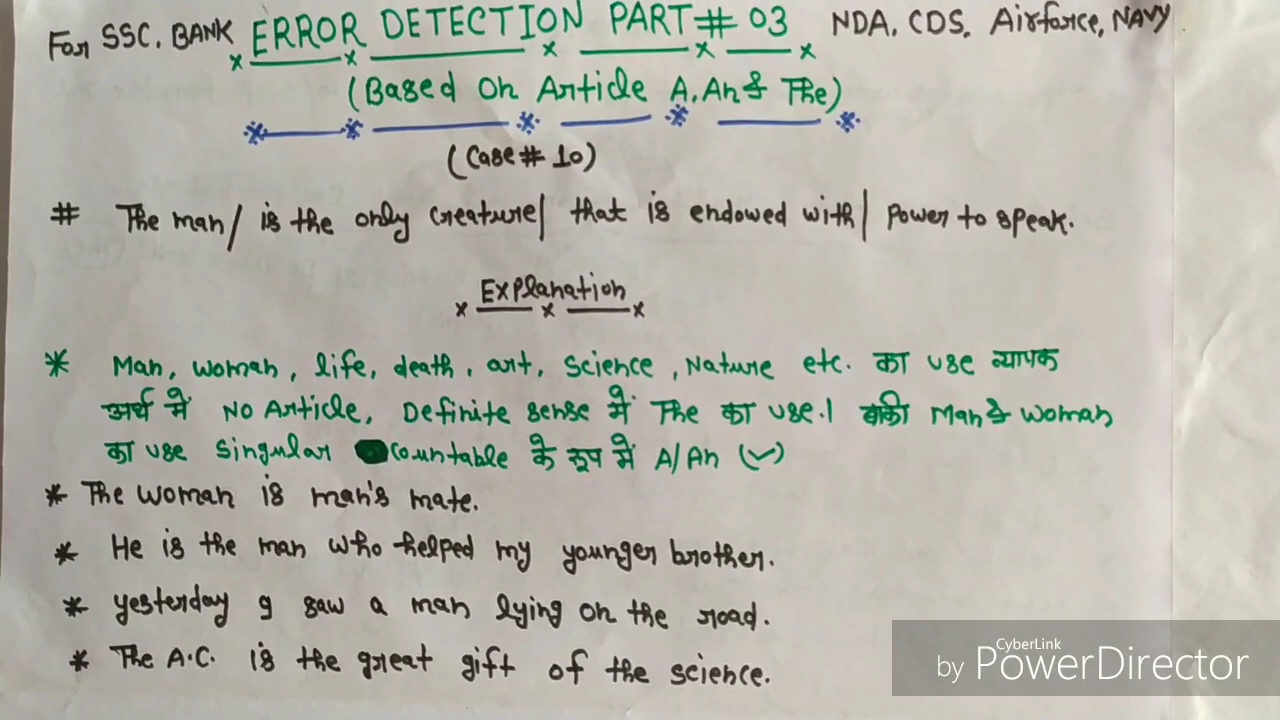 For SSC, BANK ERROR DETECTION PART # 03 NDA, CDS, Airforce, NAVY
(Based On Article A, An & The)
(Case # 10)
# The man/ is the only creature/ that is endowed with/ power to speak.
Explanation
* Man, woman, life, death, art, Science, Nature etc. का use व्यापक
अर्थ में No Article, Definite sense में The का use. । बाकी Man & woman
का use Singular Countable के रूप में A/An (✓)
* The woman is man's mate.
* He is the man who helped my younger brother.
* Yesterday I saw a man lying on the road.
* The A.C. is the great gift of the science.
by CyberLink PowerDirector